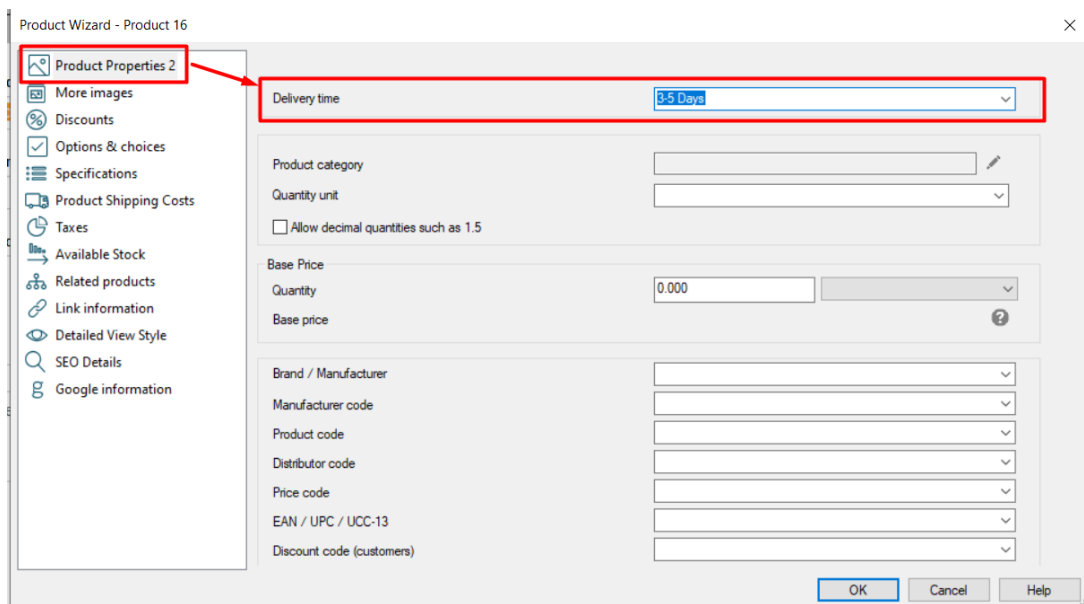 Product Wizard - Product 16
Product Properties 2
More images
Discounts
Options & choices
Specifications
Product Shipping Costs
Taxes
Available Stock
Related products
Link information
Detailed View Style
SEO Details
Google information
Delivery time 3-5 Days
Product category
Quantity unit
Allow decimal quantities such as 1.5
Base Price
Quantity 0.000
Base price
Brand / Manufacturer
Manufacturer code
Product code
Distributor code
Price code
EAN / UPC / UCC-13
Discount code (customers)
OK Cancel Help